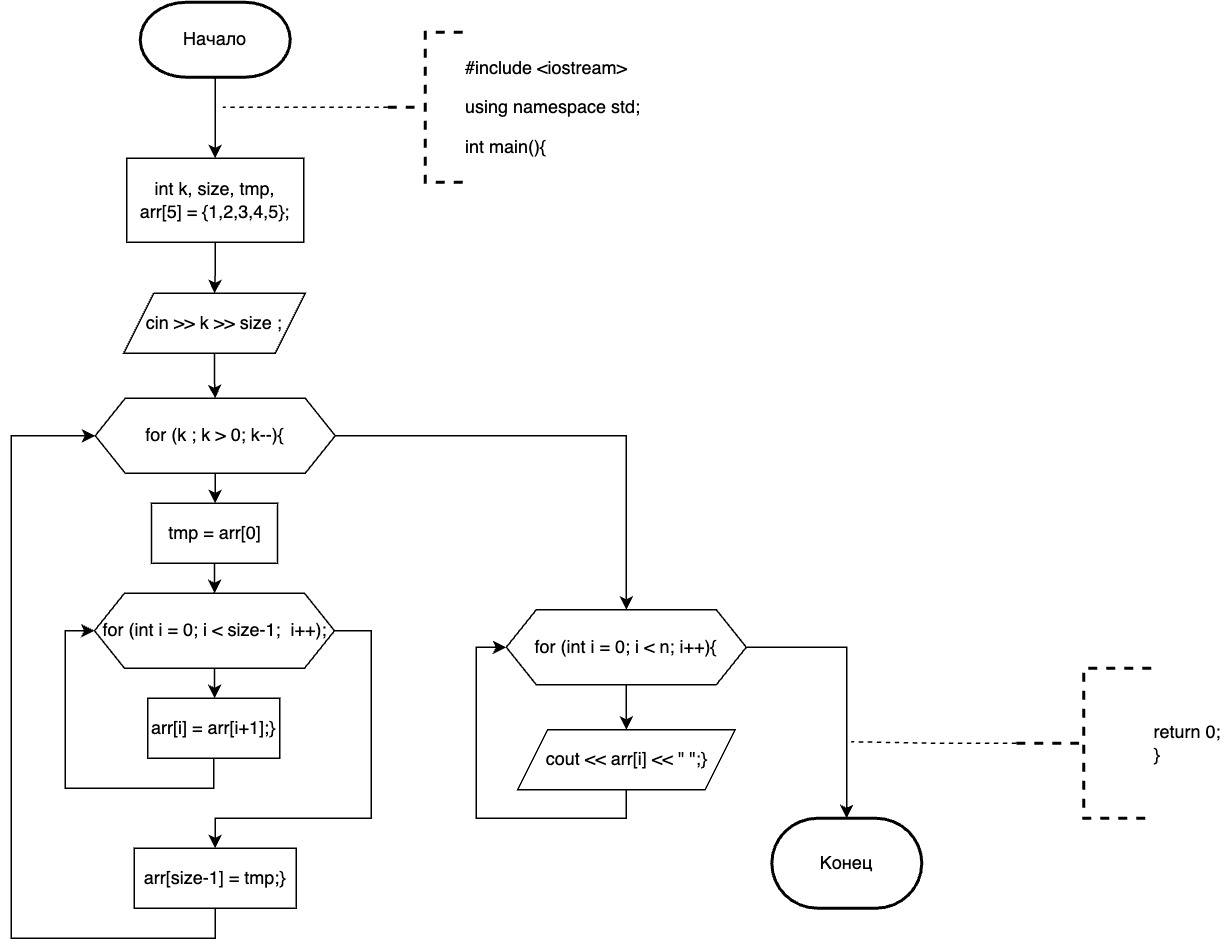 Начало
#include <iostream>
using namespace std;
int main(){
int k, size, tmp,
arr[5] = {1,2,3,4,5};
cin >> k >> size ;
for (k ; k > 0; k--){
tmp = arr[0]
for (int i = 0; i < size-1;  i++);
arr[i] = arr[i+1];}
arr[size-1] = tmp;}
for (int i = 0; i < n; i++){
cout << arr[i] << " ";}
return 0;
}
Конец